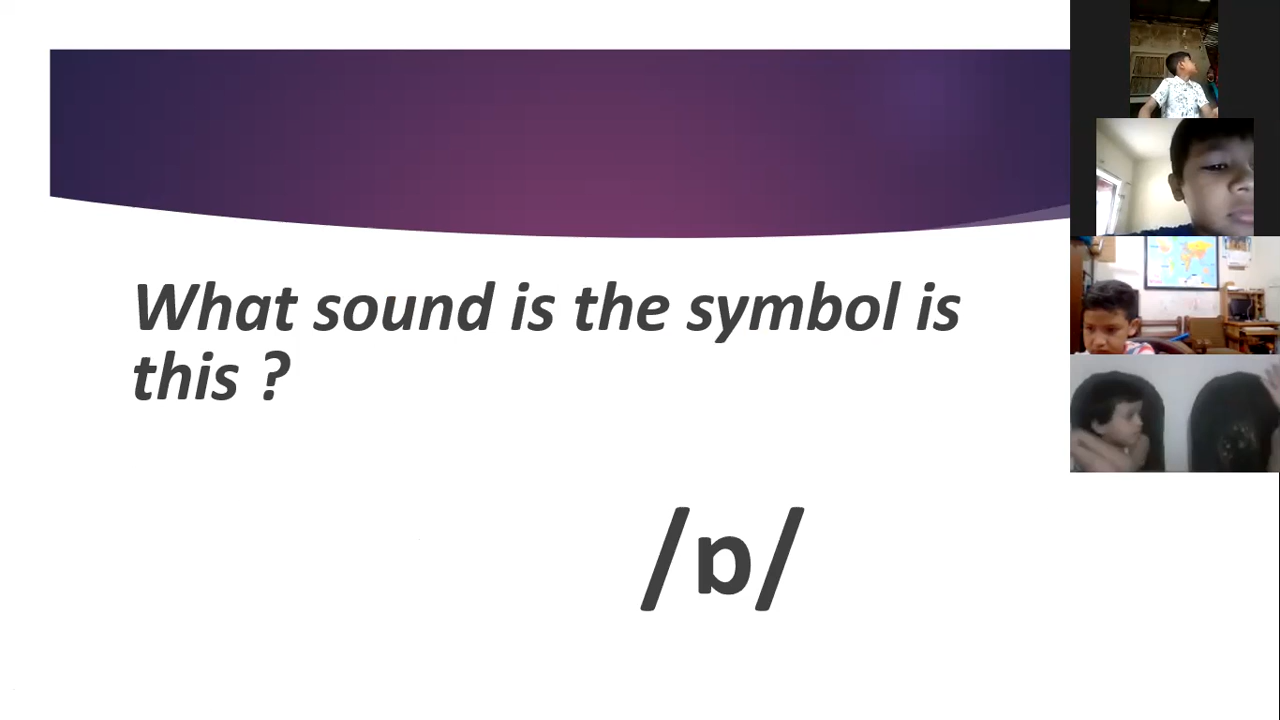 What sound is the symbol is
this ?
/ɒ/